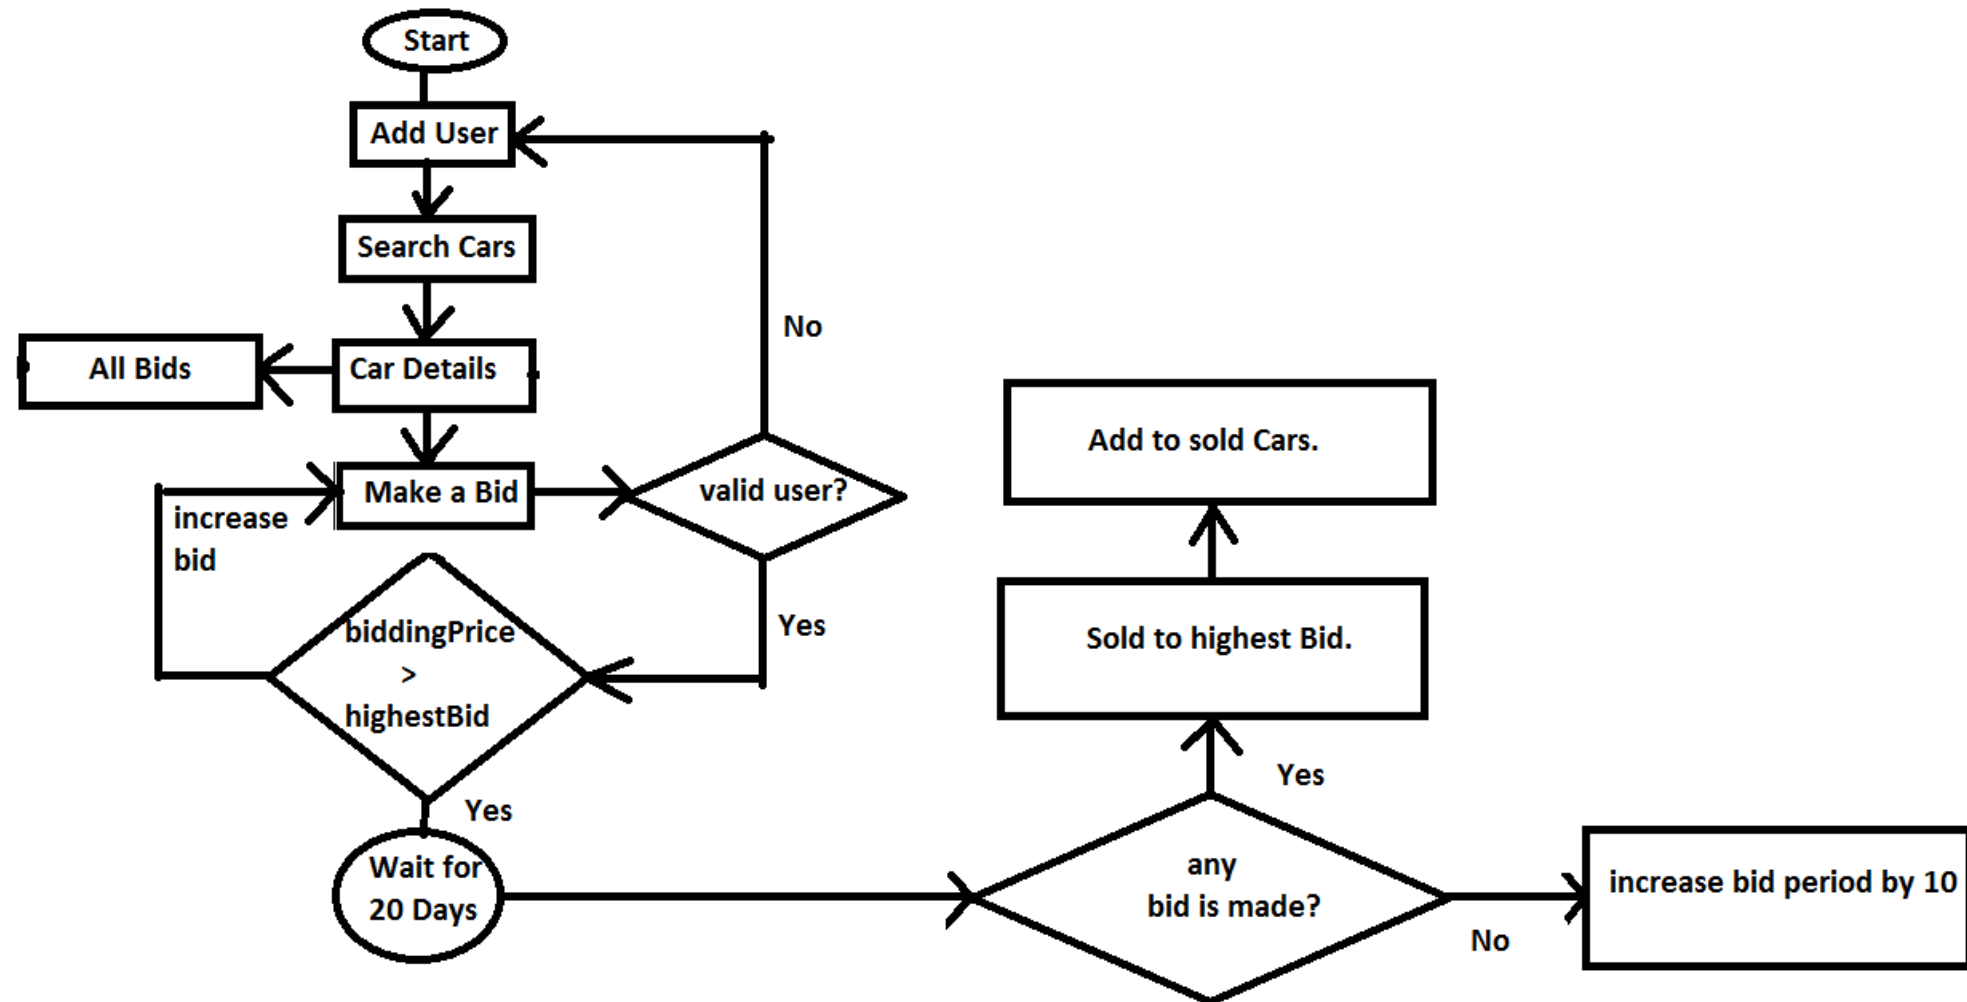 Start
Add User
Search Cars
No
All Bids
Car Details
Add to sold Cars.
Make a Bid
valid user?
increase
bid
biddingPrice
>
highestBid
Yes
Sold to highest Bid.
Yes
Yes
Wait for
20 Days
any
bid is made?
increase bid period by 10
No